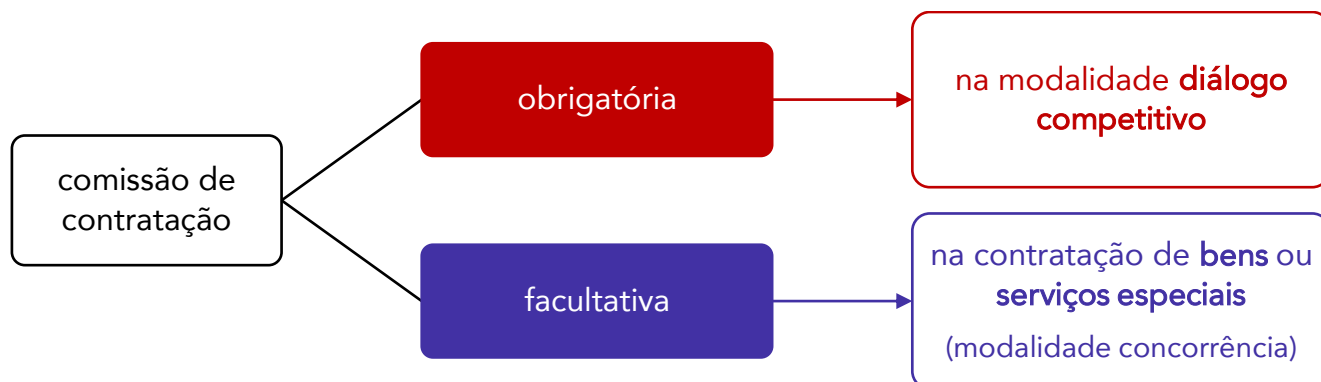 comissão de
contratação
obrigatória
na modalidade diálogo
competitivo
facultativa
na contratação de bens ou
serviços especiais
(modalidade concorrência)